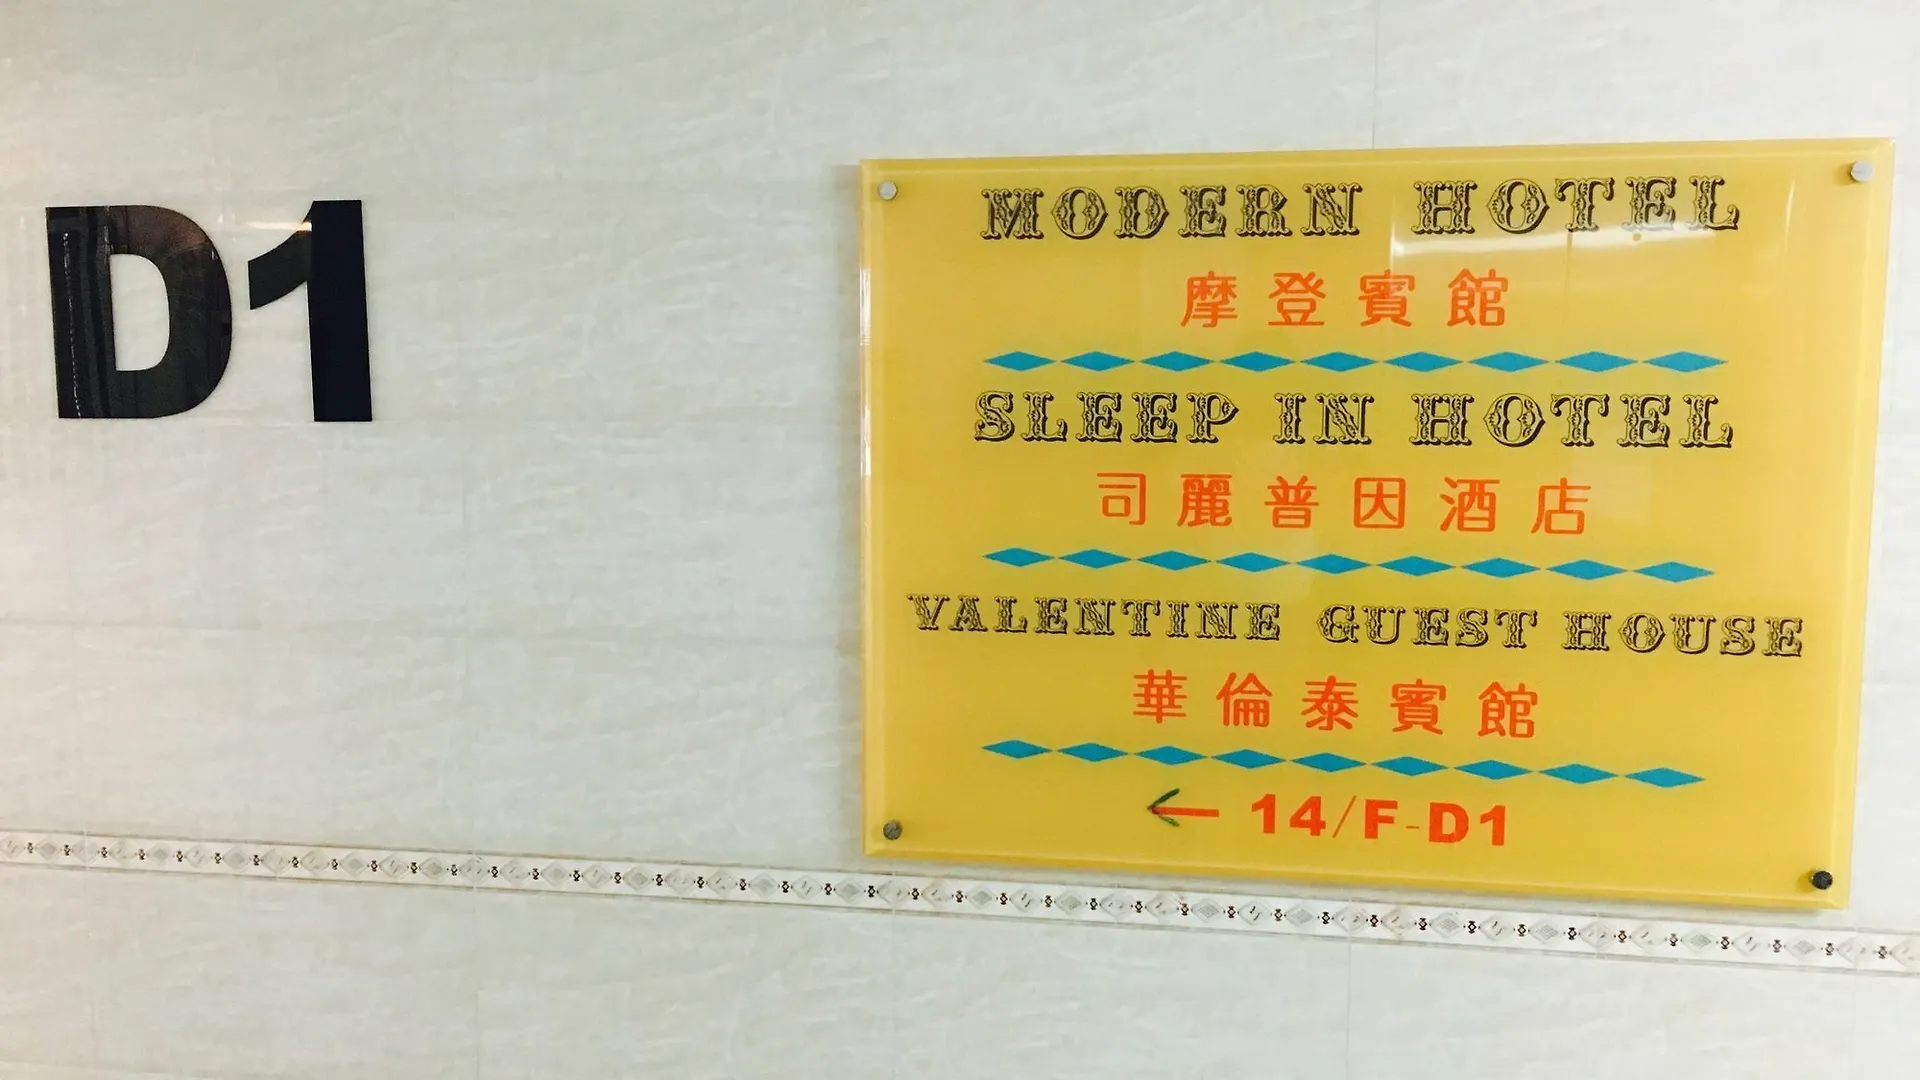 D1
MODERN HOTEL
摩登賓館
SLEEP IN HOTEL
司麗普因酒店
VALENTINE GUEST HOUSE
華倫泰賓館
← 14/F-D1